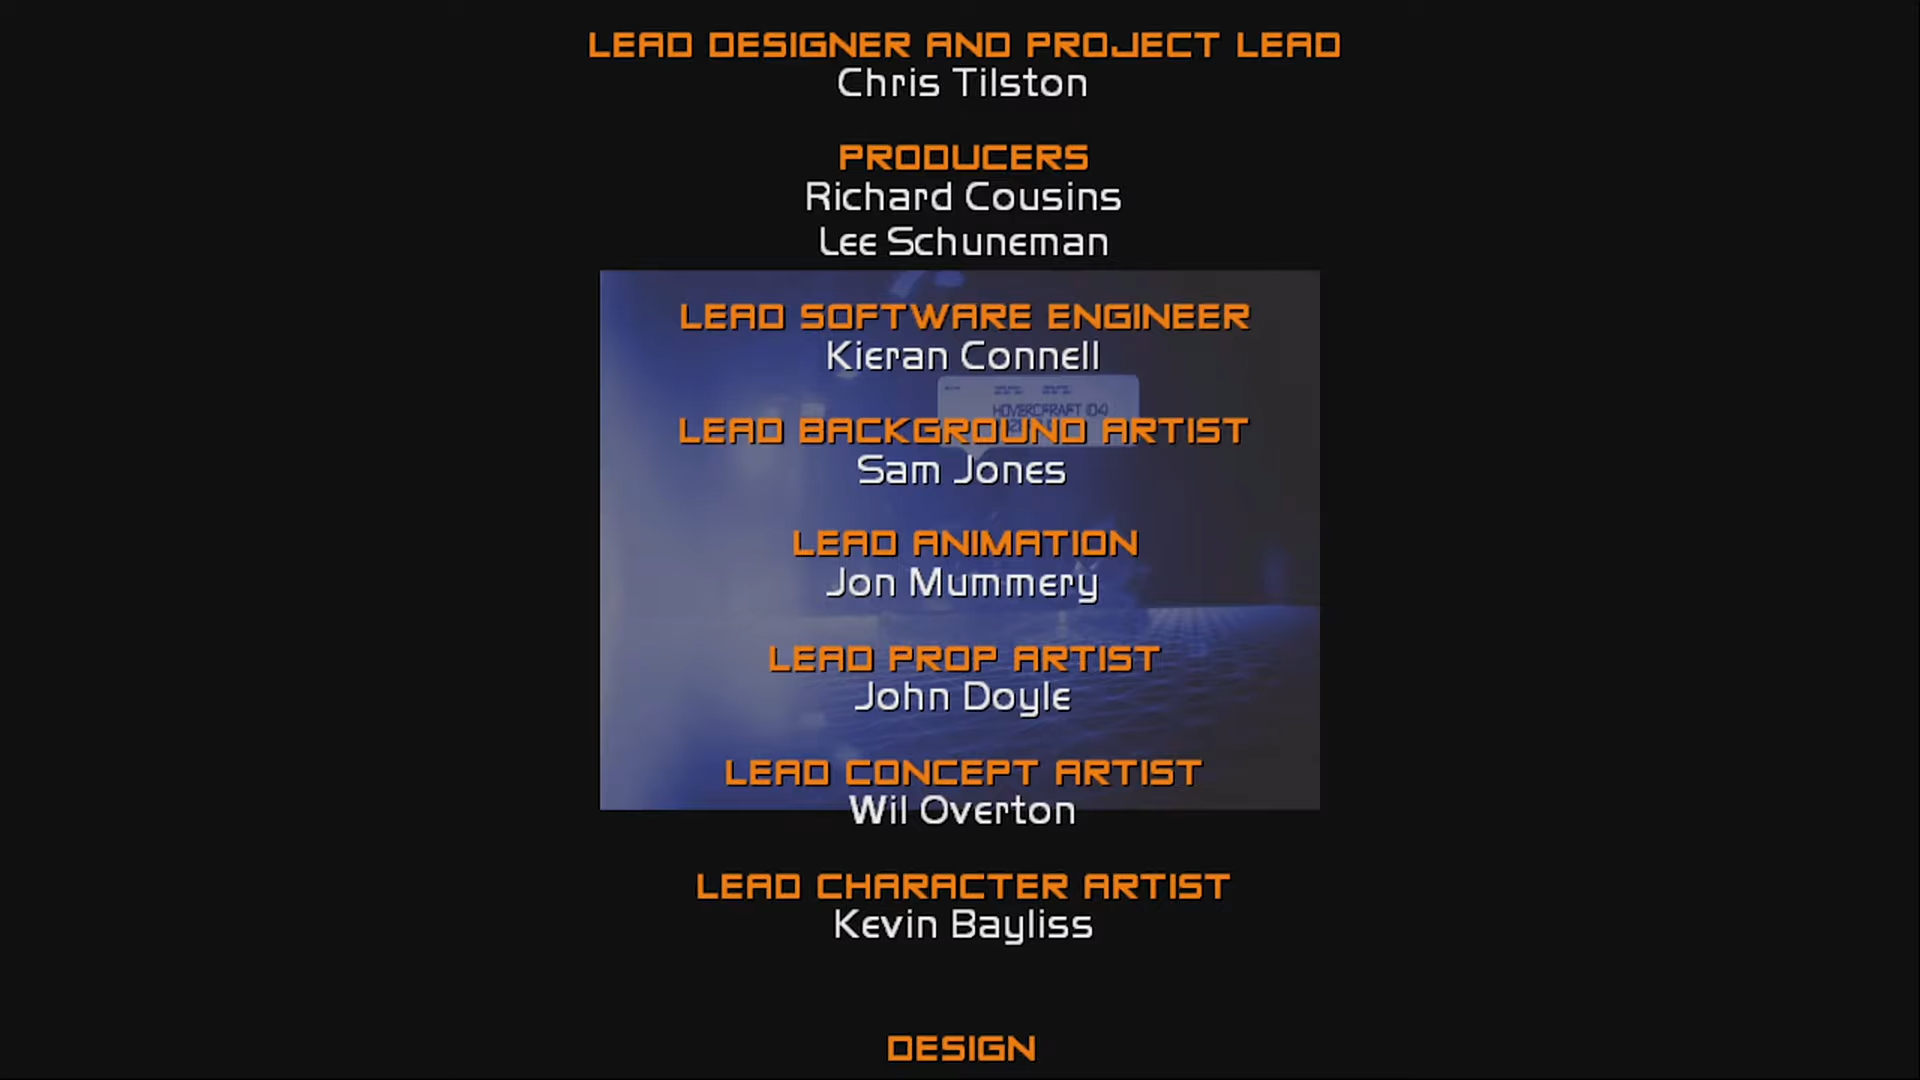 LEAD DESIGNER AND PROJECT LEAD
Chris Tilston
PRODUCERS
Richard Cousins
Lee Schuneman
LEAD SOFTWARE ENGINEER
Kieran Connell
HOVERCRAFT (04)
LEAD BACKGROUND ARTIST
Sam Jones
LEAD ANIMATION
Jon Mummery
LEAD PROP ARTIST
John Doyle
LEAD CONCEPT ARTIST
Wil Overton
LEAD CHARACTER ARTIST
Kevin Bayliss
DESIGN